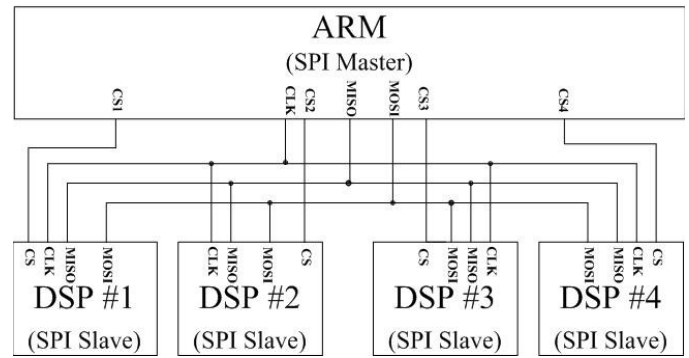 ARM
(SPI Master)
CS1
CLK
CS2
MISO
MOSI
CS3
CS4
CS
CLK
MISO
MOSI
CLK
MISO
MOSI
CS
CS
MOSI
MISO
CLK
MOSI
MISO
CLK
CS
DSP #1
DSP #2
DSP #3
DSP #4
(SPI Slave)
(SPI Slave)
(SPI Slave)
(SPI Slave)